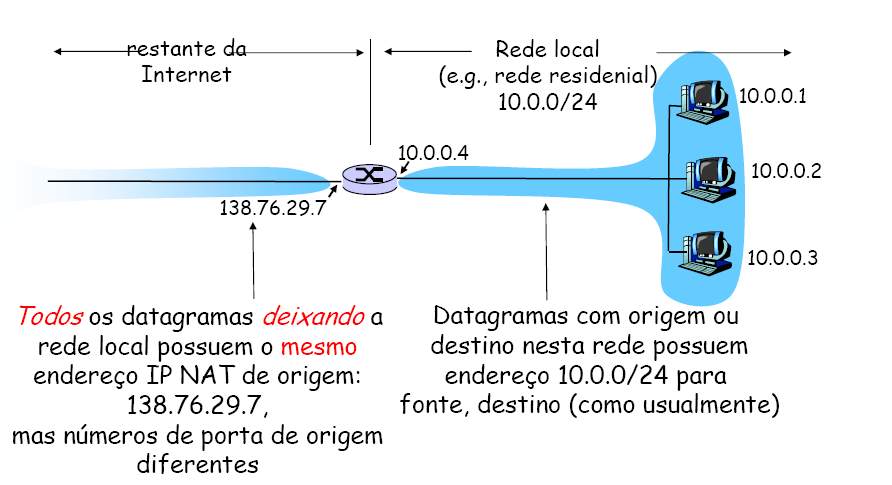 restante da
Internet
Rede local
(e.g., rede residenial)
10.0.0/24
10.0.0.1
10.0.0.4
10.0.0.2
138.76.29.7
10.0.0.3
Todos os datagramas deixando a
rede local possuem o mesmo
endereço IP NAT de origem:
138.76.29.7,
mas números de porta de origem
diferentes
Datagramas com origem ou
destino nesta rede possuem
endereço 10.0.0/24 para
fonte, destino (como usualmente)